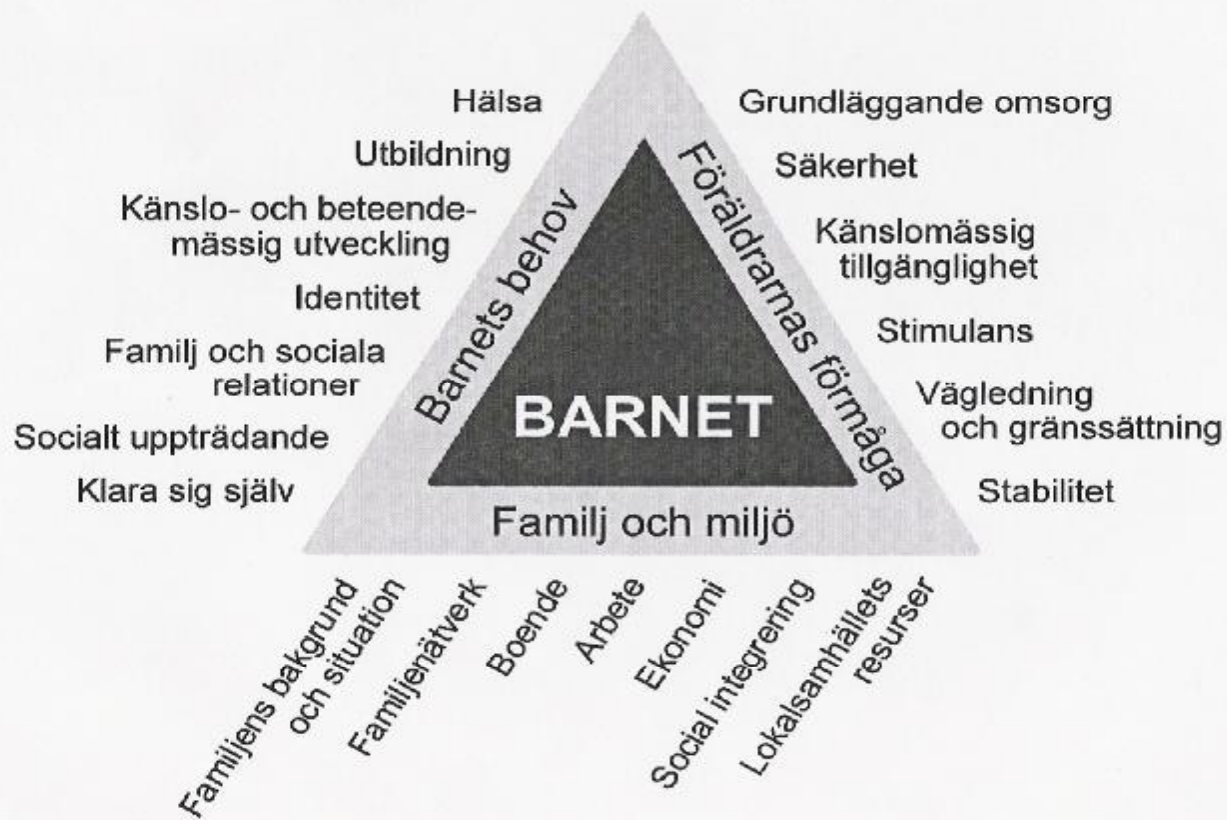 Hälsa
Utbildning
Känslo- och beteende-
mässig utveckling
Identitet
Familj och sociala
relationer
Socialt uppträdande
Klara sig själv
Barnets behov
BARNET
Föräldrarnas förmåga
Grundläggande omsorg
Säkerhet
Känslomässig
tillgänglighet
Stimulans
Vägledning
och gränssättning
Stabilitet
Familj och miljö
Familjens bakgrund
och situation
Familjenätverk
Boende
Arbete
Ekonomi
Social integrering
Lokalsamhällets
resurser